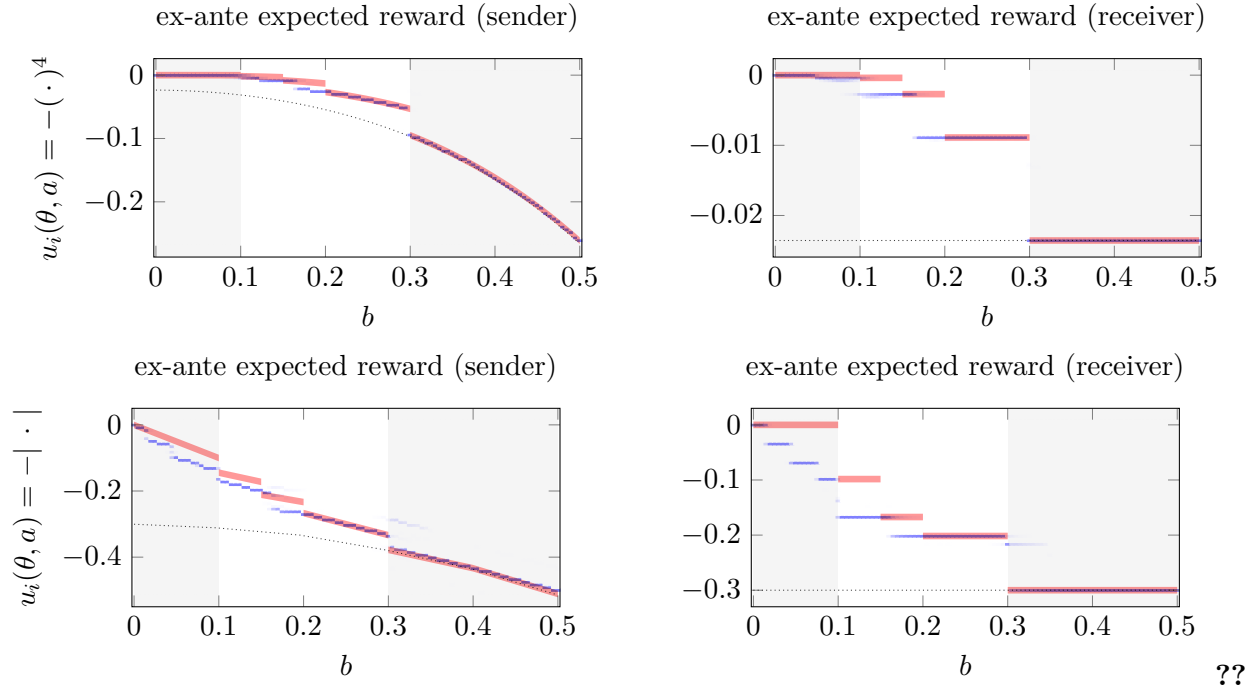 ex-ante expected reward (sender)
ex-ante expected reward (receiver)
u_i(θ, a) = −( · )^4
0
−0.1
−0.2
0 0.1 0.2 0.3 0.4 0.5
b
0
−0.01
−0.02
0 0.1 0.2 0.3 0.4 0.5
b
ex-ante expected reward (sender)
ex-ante expected reward (receiver)
u_i(θ, a) = −| · |
0
−0.2
−0.4
0 0.1 0.2 0.3 0.4 0.5
b
0
−0.1
−0.2
−0.3
0 0.1 0.2 0.3 0.4 0.5
b
??